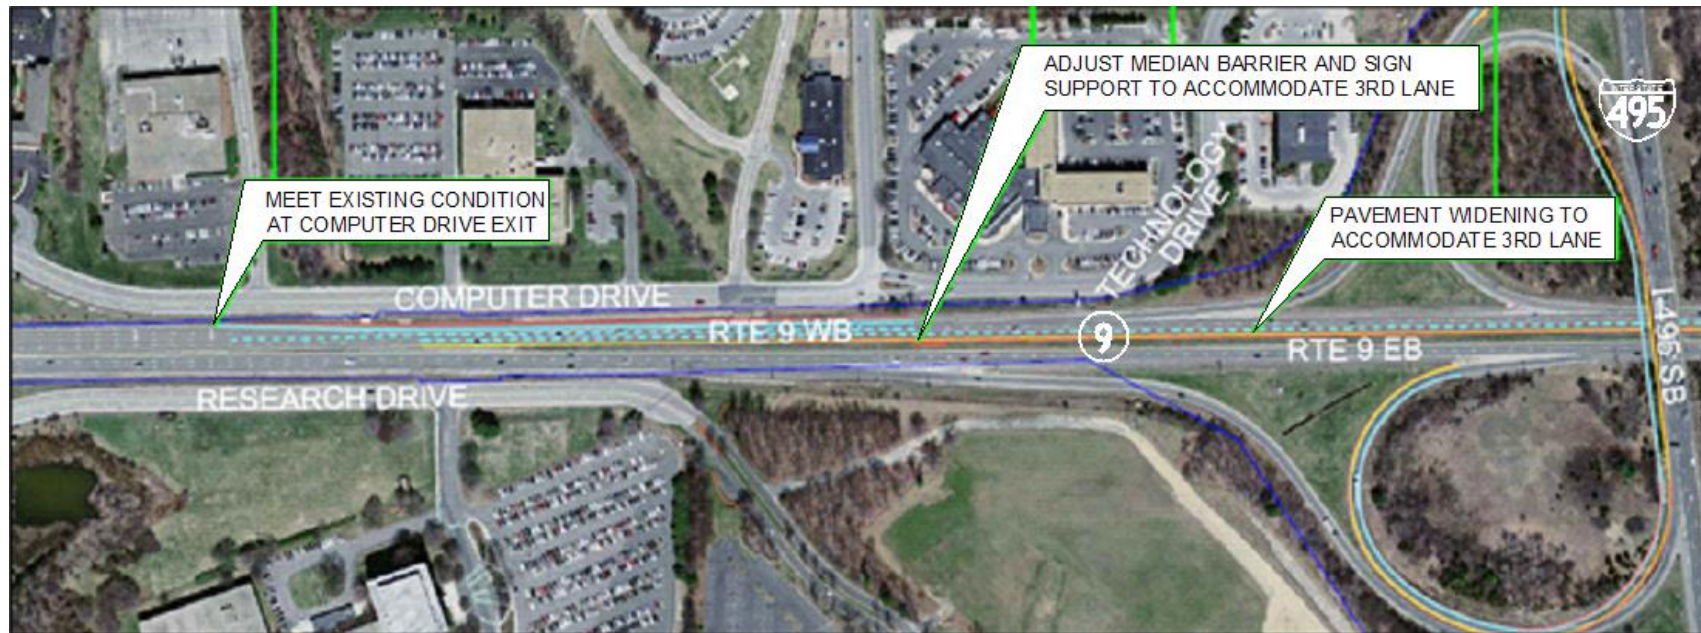 ADJUST MEDIAN BARRIER AND SIGN
SUPPORT TO ACCOMMODATE 3RD LANE
INTERSTATE
495
MEET EXISTING CONDITION
AT COMPUTER DRIVE EXIT
TECHNOLOGY
DRIVE
PAVEMENT WIDENING TO
ACCOMMODATE 3RD LANE
COMPUTER DRIVE
RTE 9 WB
9
RTE 9 EB
I-495 SB
RESEARCH DRIVE